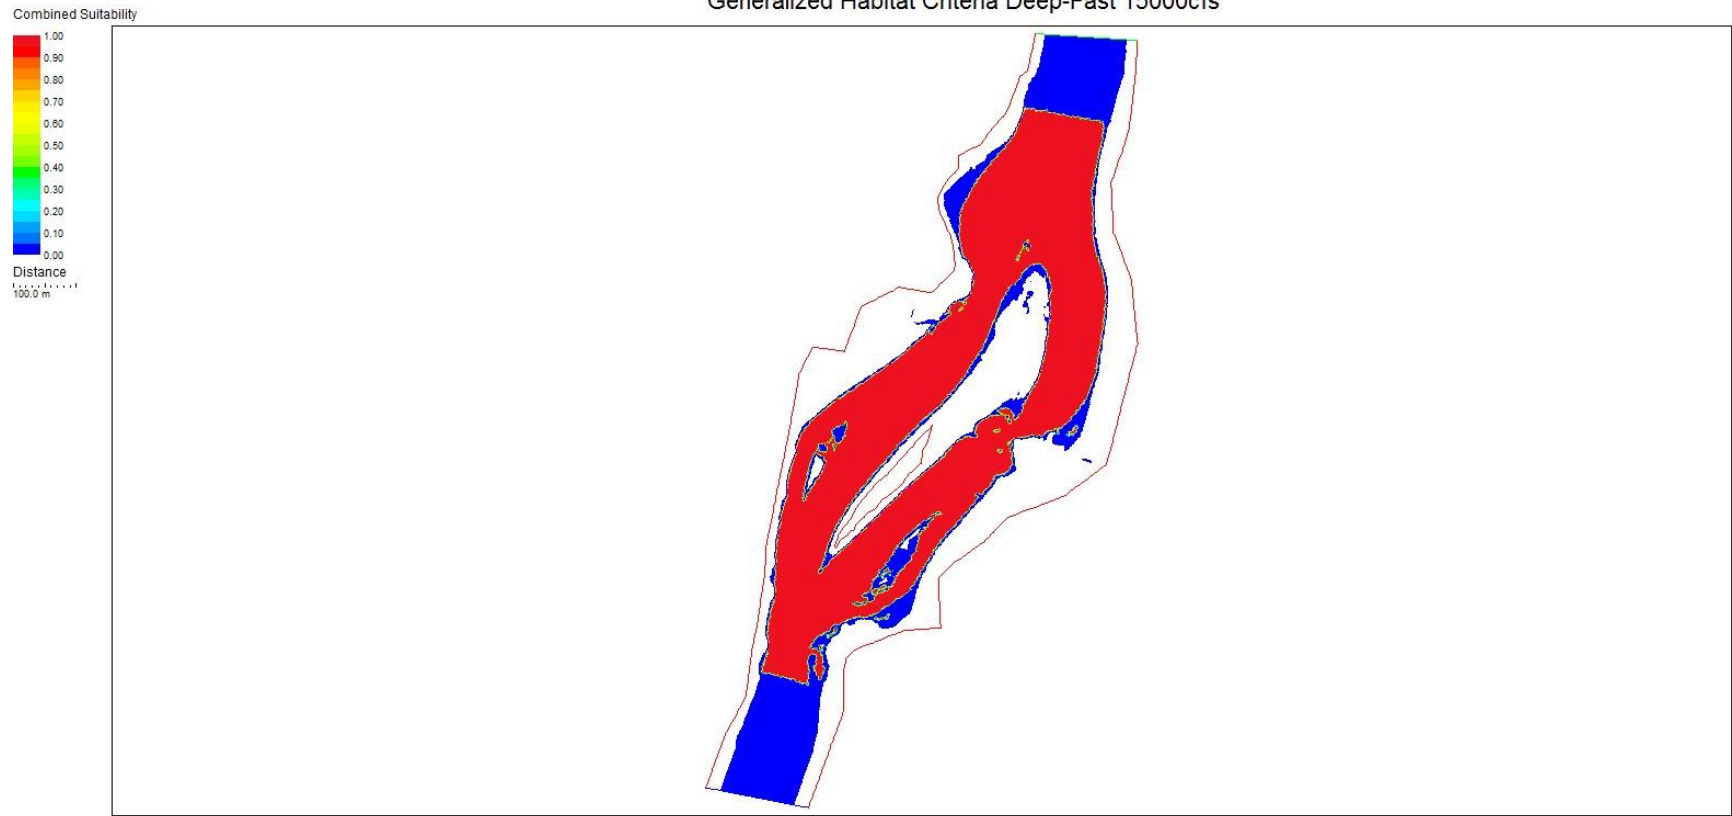 Generalized Habitat Criteria Deep-Fast 15000cfs
Combined Suitability
1.00
0.90
0.80
0.70
0.60
0.50
0.40
0.30
0.20
0.10
0.00
Distance
100.0 m